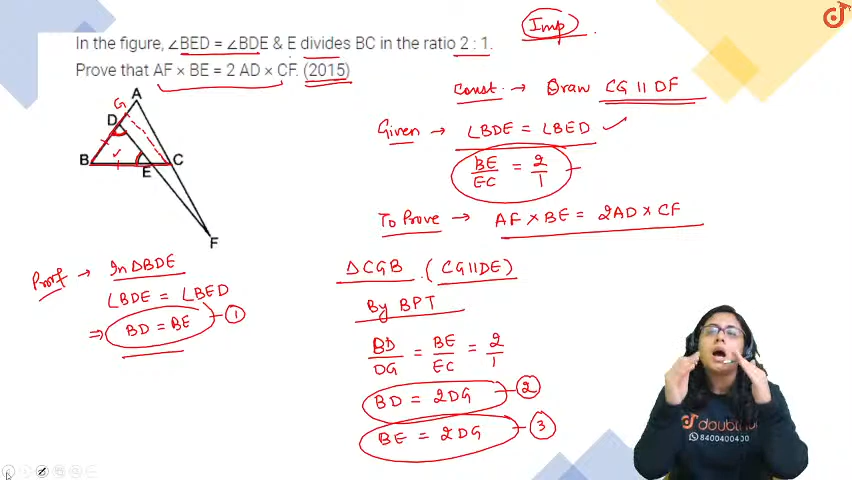 Imp.
In the figure, ∠BED = ∠BDE & E divides BC in the ratio 2 : 1.
Prove that AF × BE = 2 AD × CF. (2015)
A
G
D
B
C
E
F
Const. → Draw CG || DF
Given → ∠BDE = ∠BED ✓
BE/EC = 2/1
To Prove → AF × BE = 2AD × CF
Proof → In ΔBDE
∠BDE = ∠BED
⇒ BD = BE - ①
ΔCGB (CG||DE)
By BPT
BD/DG = BE/EC = 2/1
BD = 2DG - ②
BE = 2DG - ③
doubtnut
8400400400